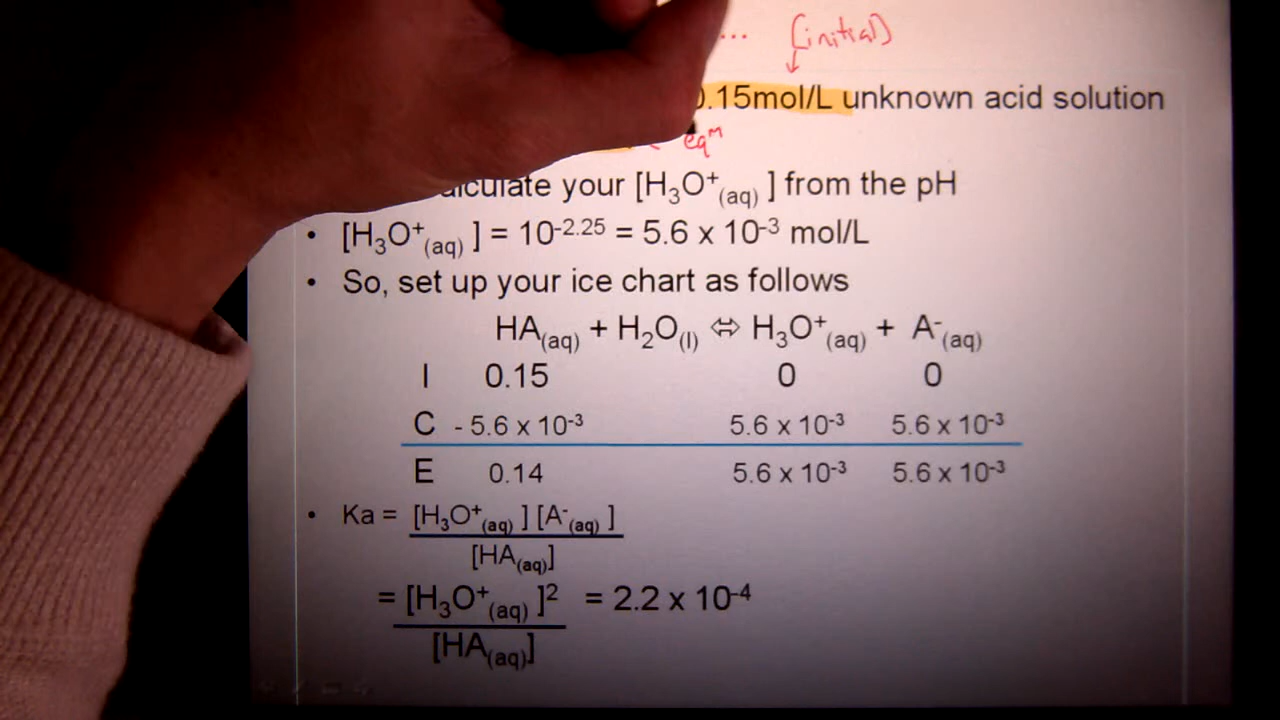 ... (initial)
↓
0.15mol/L unknown acid solution
eqᵐ
calculate your [H₃O⁺(aq) ] from the pH
• [H₃O⁺(aq) ] = 10⁻²·²⁵ = 5.6 x 10⁻³ mol/L
• So, set up your ice chart as follows
HA(aq) + H₂O(l) ⇔ H₃O⁺(aq) + A⁻(aq)
I 0.15 0 0
C - 5.6 x 10⁻³ 5.6 x 10⁻³ 5.6 x 10⁻³
E 0.14 5.6 x 10⁻³ 5.6 x 10⁻³
• Ka = [H₃O⁺(aq) ] [A⁻(aq) ]
[HA(aq)]
= [H₃O⁺(aq) ]² = 2.2 x 10⁻⁴
[HA(aq)]